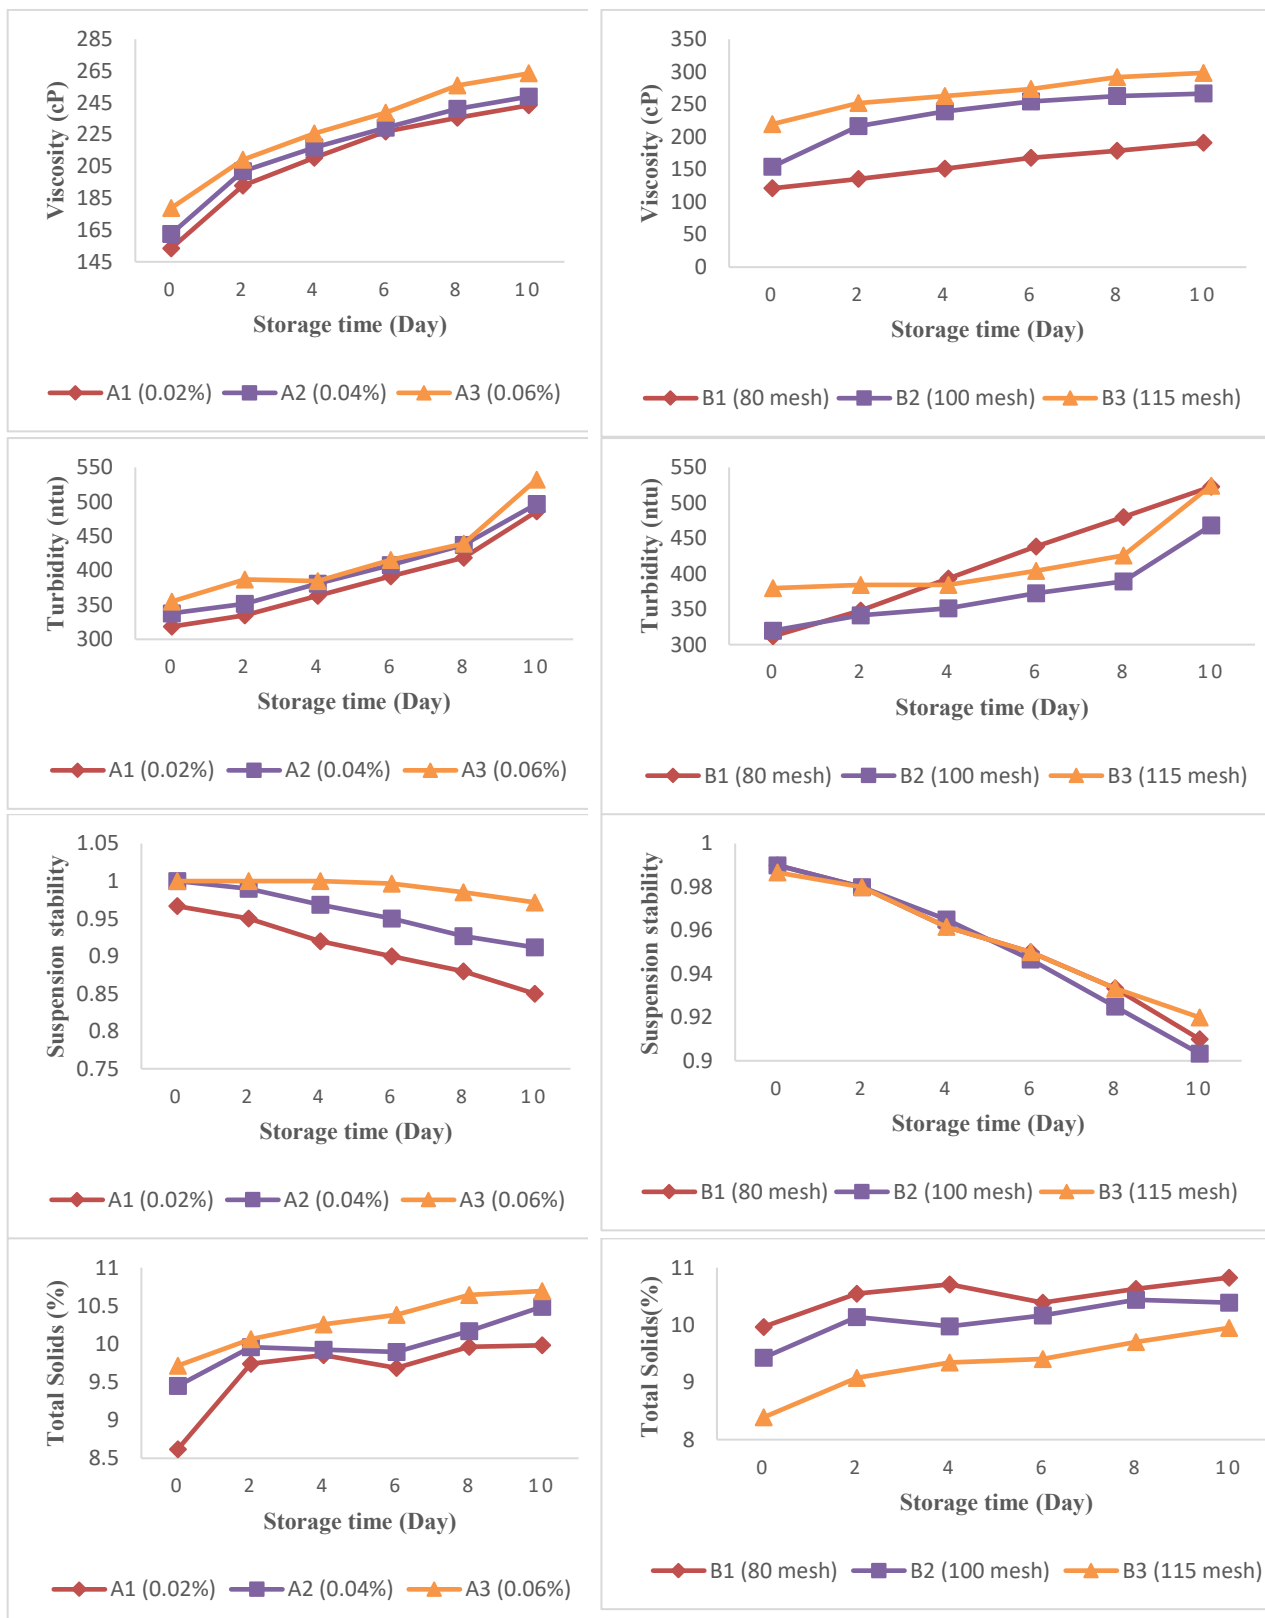 285
265
245
225
205
185
165
145
Viscosity (cP)
0 2 4 6 8 10
Storage time (Day)
A1 (0.02%) A2 (0.04%) A3 (0.06%)
350
300
250
200
150
100
50
0
Viscosity (cP)
0 2 4 6 8 10
Storage time (Day)
B1 (80 mesh) B2 (100 mesh) B3 (115 mesh)
550
500
450
400
350
300
Turbidity (ntu)
0 2 4 6 8 10
Storage time (Day)
A1 (0.02%) A2 (0.04%) A3 (0.06%)
550
500
450
400
350
300
Turbidity (ntu)
0 2 4 6 8 10
Storage time (Day)
B1 (80 mesh) B2 (100 mesh) B3 (115 mesh)
1.05
1
0.95
0.9
0.85
0.8
0.75
Suspension stability
0 2 4 6 8 10
Storage time (Day)
A1 (0.02%) A2 (0.04%) A3 (0.06%)
1
0.98
0.96
0.94
0.92
0.9
Suspension stability
0 2 4 6 8 10
Storage time (Day)
B1 (80 mesh) B2 (100 mesh) B3 (115 mesh)
11
10.5
10
9.5
9
8.5
Total Solids (%)
0 2 4 6 8 10
Storage time (Day)
A1 (0.02%) A2 (0.04%) A3 (0.06%)
11
10
9
8
Total Solids(%)
0 2 4 6 8 10
Storage time (Day)
B1 (80 mesh) B2 (100 mesh) B3 (115 mesh)